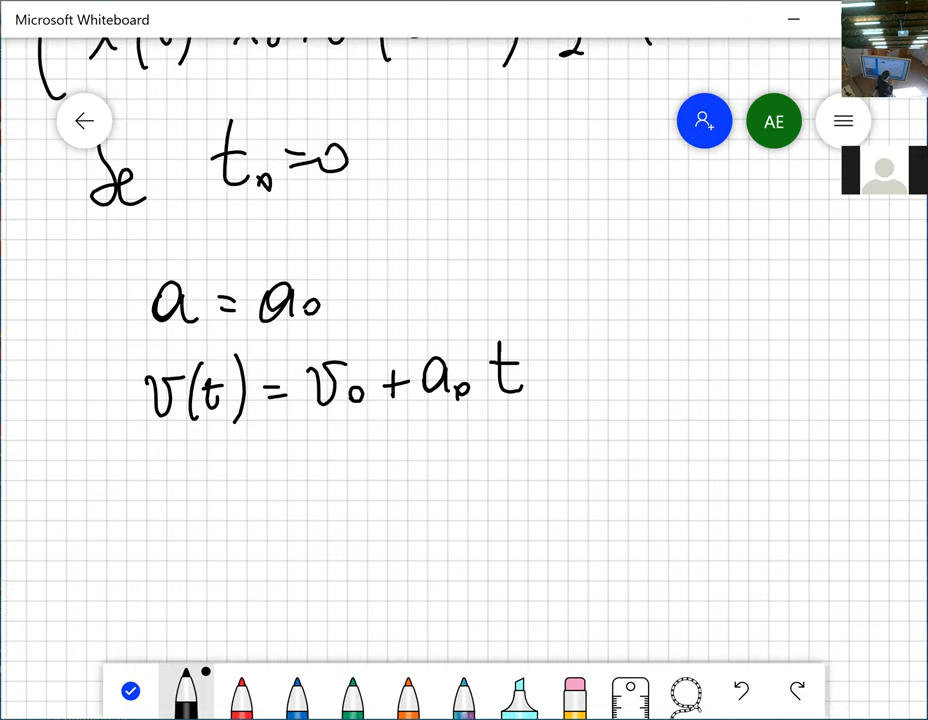 Microsoft Whiteboard
se t₀ = 0
AE
a = a₀
v(t) = v₀ + a₀ t